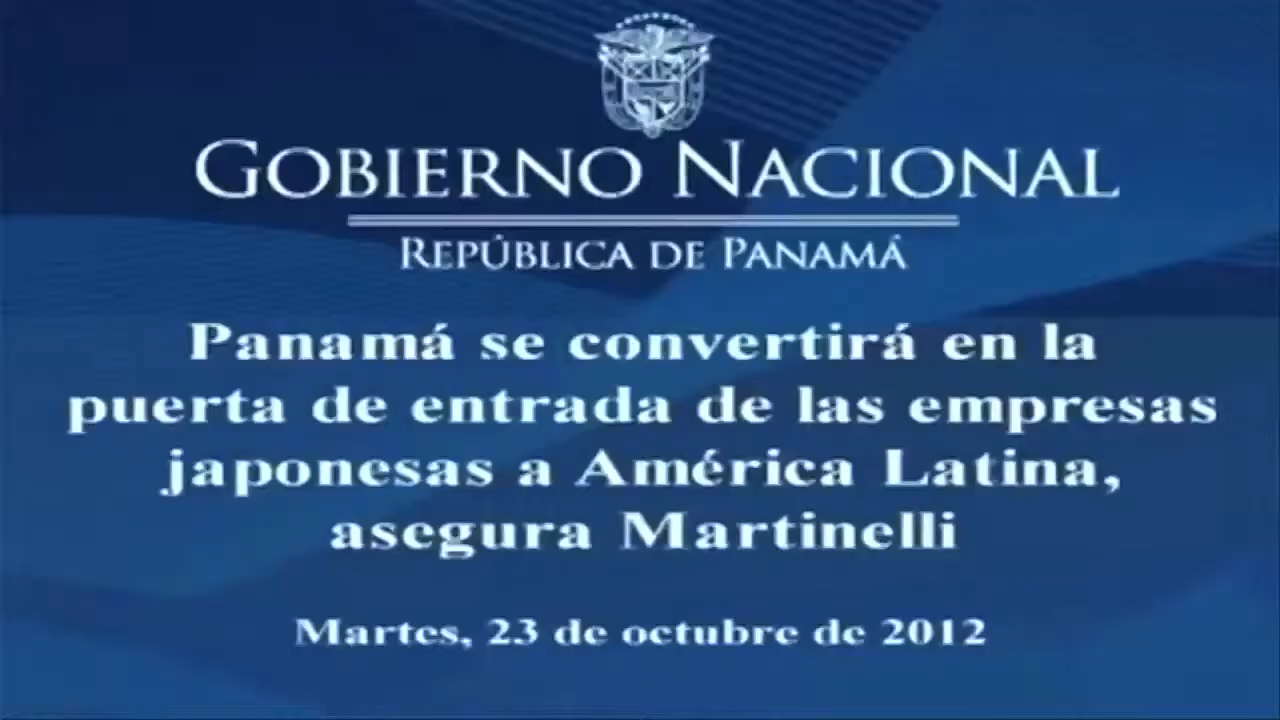 GOBIERNO NACIONAL
REPÚBLICA DE PANAMÁ
Panamá se convertirá en la
puerta de entrada de las empresas
japonesas a América Latina,
asegura Martinelli
Martes, 23 de octubre de 2012